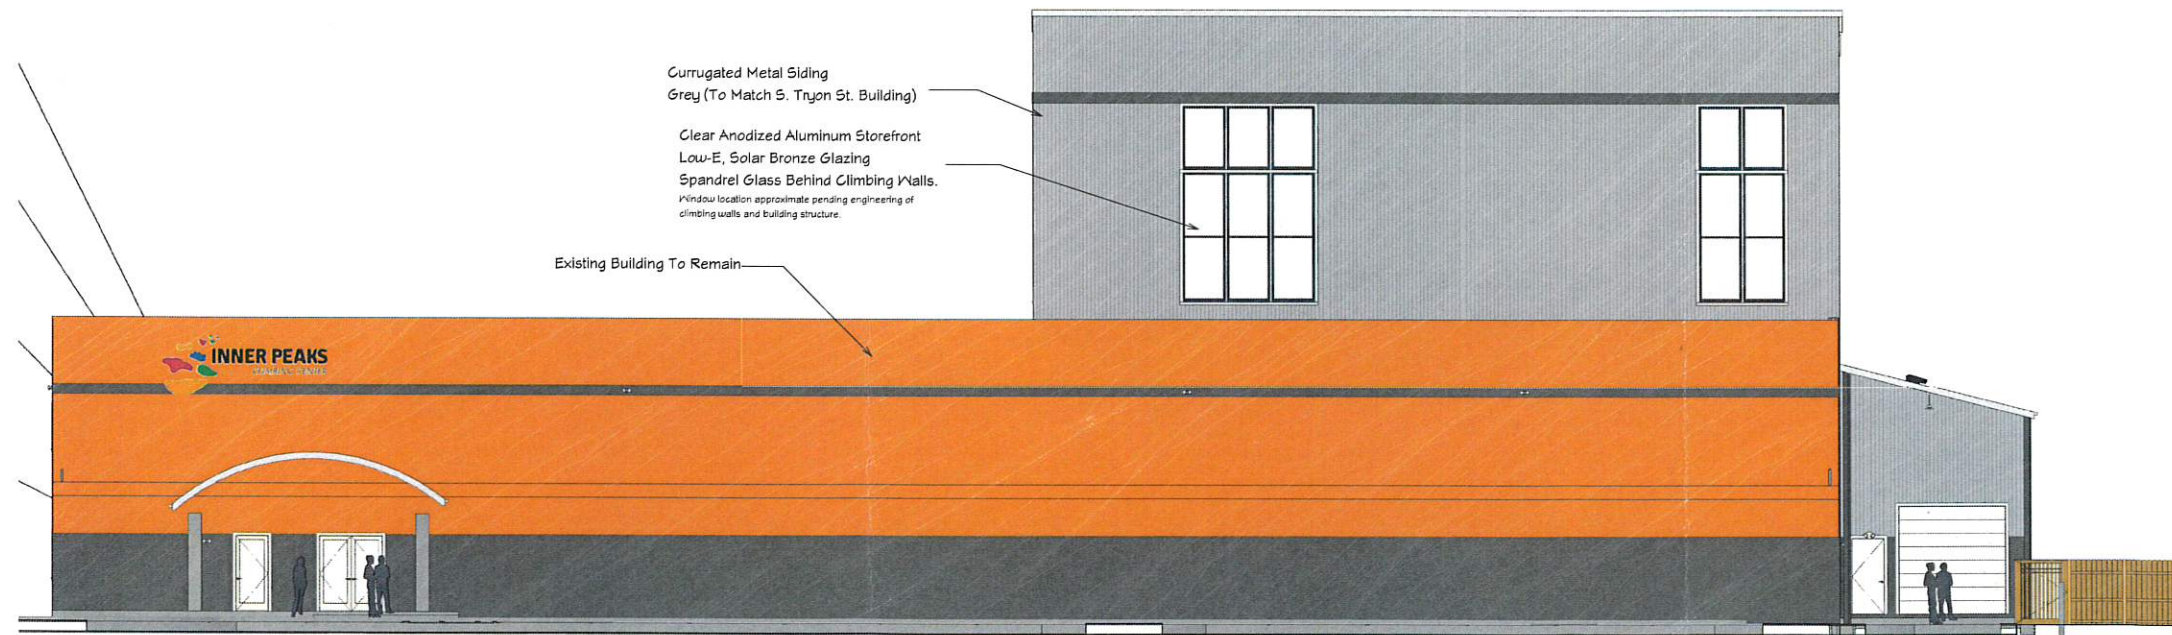 Currugated Metal Siding
Grey (To Match S. Tryon St. Building)
Clear Anodized Aluminum Storefront
Low-E, Solar Bronze Glazing
Spandrel Glass Behind Climbing Walls.
Window location approximate pending engineering of
climbing walls and building structure.
Existing Building To Remain
INNER PEAKS
CLIMBING CENTER